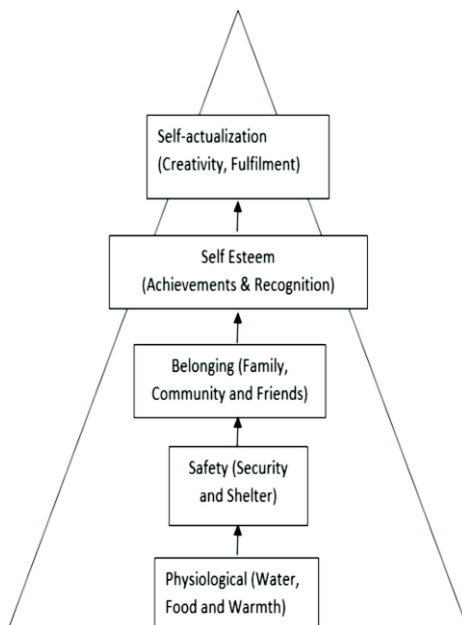 Self-actualization
(Creativity, Fulfilment)
Self Esteem
(Achievements & Recognition)
Belonging (Family,
Community and Friends)
Safety (Security
and Shelter)
Physiological (Water,
Food and Warmth)